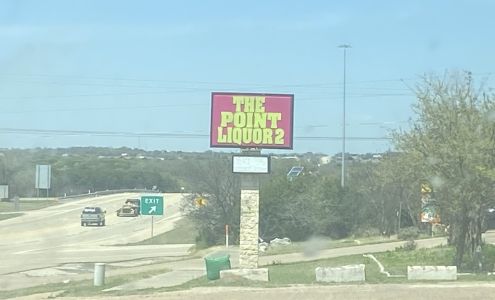 THE
POINT
LIQUOR 2
EXIT